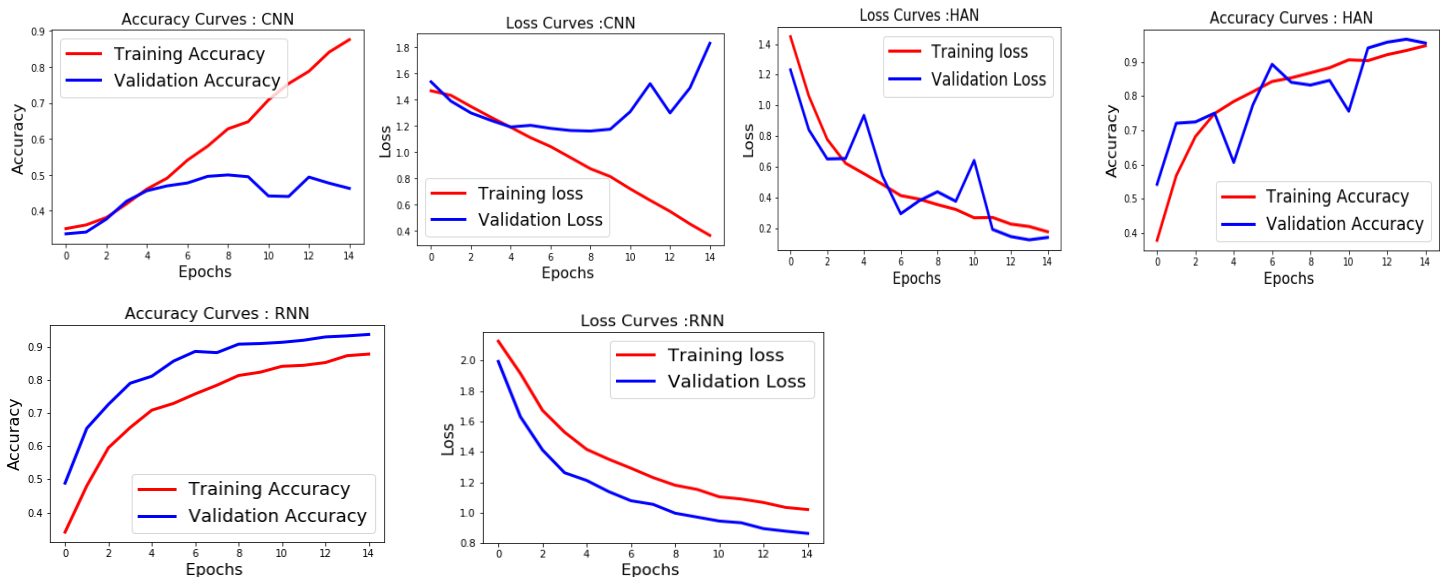 Accuracy Curves : CNN
0.9
0.8
0.7
0.6
0.5
0.4
Accuracy
Training Accuracy
Validation Accuracy
0 2 4 6 8 10 12 14
Epochs
Loss Curves :CNN
1.8
1.6
1.4
1.2
1.0
0.8
0.6
0.4
Loss
Training loss
Validation Loss
0 2 4 6 8 10 12 14
Epochs
Loss Curves :HAN
1.4
1.2
1.0
0.8
0.6
0.4
0.2
Loss
Training loss
Validation Loss
0 2 4 6 8 10 12 14
Epochs
Accuracy Curves : HAN
0.9
0.8
0.7
0.6
0.5
0.4
Accuracy
Training Accuracy
Validation Accuracy
0 2 4 6 8 10 12 14
Epochs
Accuracy Curves : RNN
0.9
0.8
0.7
0.6
0.5
0.4
Accuracy
Training Accuracy
Validation Accuracy
0 2 4 6 8 10 12 14
Epochs
Loss Curves :RNN
2.0
1.8
1.6
1.4
1.2
1.0
0.8
Loss
Training loss
Validation Loss
0 2 4 6 8 10 12 14
Epochs